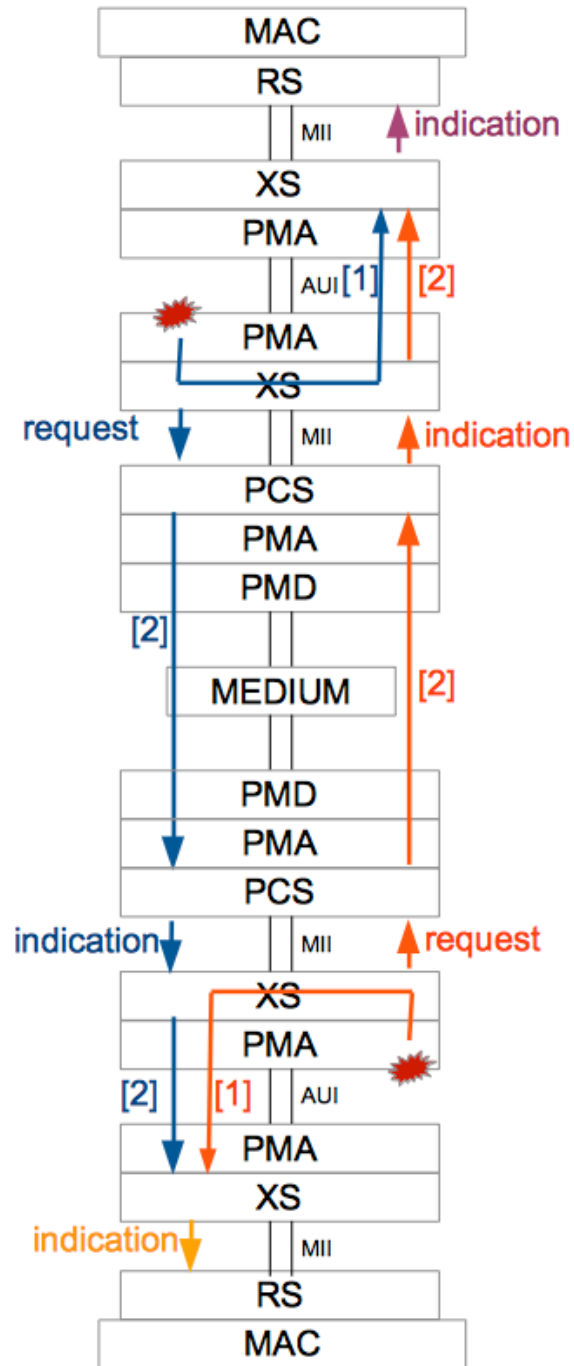 MAC
RS
MII
indication
XS
PMA
AUI [1]
[2]
PMA
XS
request
MII
indication
PCS
PMA
PMD
[2]
MEDIUM
[2]
PMD
PMA
PCS
indication
MII
request
XS
PMA
[2]
[1]
AUI
PMA
XS
indication
MII
RS
MAC